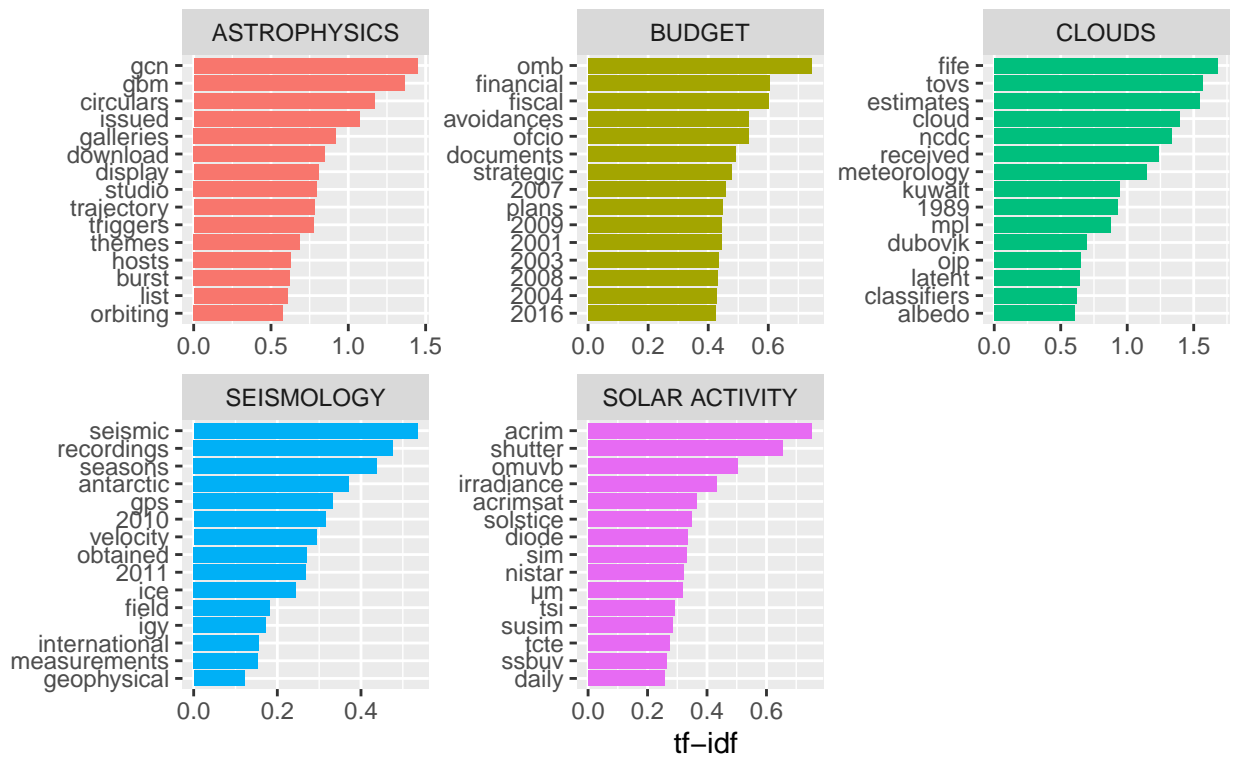 ASTROPHYSICS
gcn
gbm
circulars
issued
galleries
download
display
studio
trajectory
triggers
themes
hosts
burst
list
orbiting
0.0 0.5 1.0 1.5
BUDGET
omb
financial
fiscal
avoidances
ofcio
documents
strategic
2007
plans
2009
2001
2003
2008
2004
2016
0.0 0.2 0.4 0.6
CLOUDS
fife
tovs
estimates
cloud
ncdc
received
meteorology
kuwait
1989
mpl
dubovik
ojp
latent
classifiers
albedo
0.0 0.5 1.0 1.5
SEISMOLOGY
seismic
recordings
seasons
antarctic
gps
2010
velocity
obtained
2011
ice
field
igy
international
measurements
geophysical
0.0 0.2 0.4
SOLAR ACTIVITY
acrim
shutter
omuvb
irradiance
acrimsat
solstice
diode
sim
nistar
μm
tsi
susim
tcte
ssbuv
daily
0.0 0.2 0.4 0.6
tf−idf